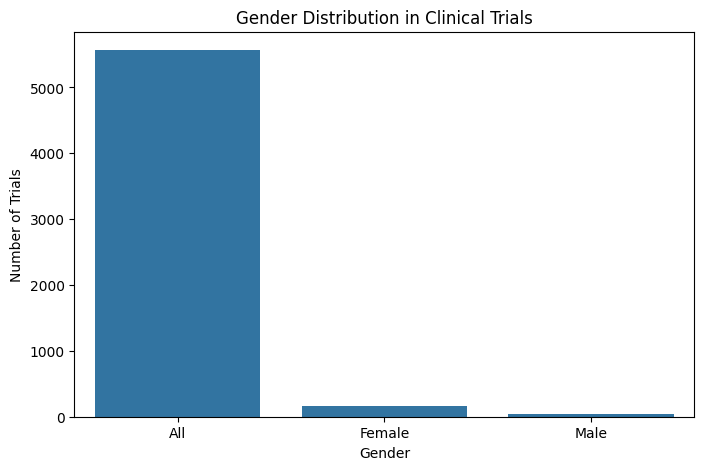 Gender Distribution in Clinical Trials
Number of Trials
5000
4000
3000
2000
1000
0
All Female Male
Gender